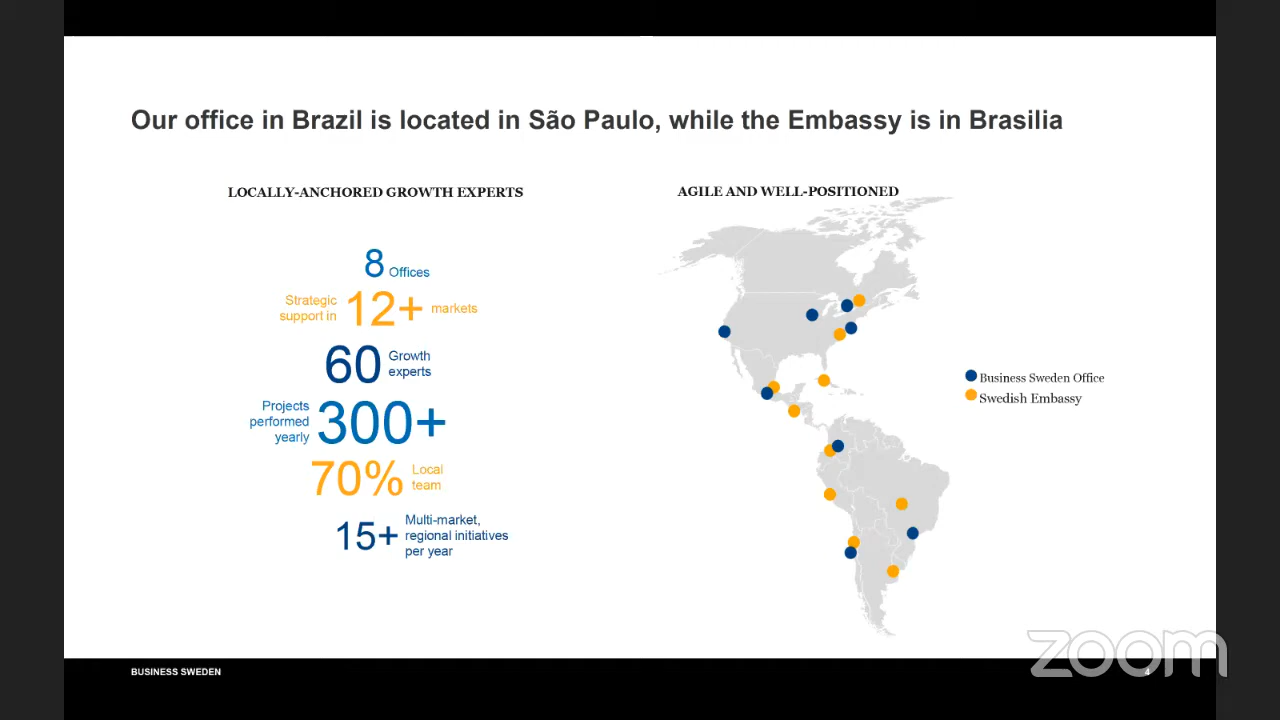 Our office in Brazil is located in São Paulo, while the Embassy is in Brasilia
LOCALLY-ANCHORED GROWTH EXPERTS
8 Offices
Strategic
support in 12+ markets
60 Growth
experts
Projects
performed
yearly 300+
70% Local
team
15+ Multi-market,
regional initiatives
per year
AGILE AND WELL-POSITIONED
Business Sweden Office
Swedish Embassy
BUSINESS SWEDEN
4
zoom